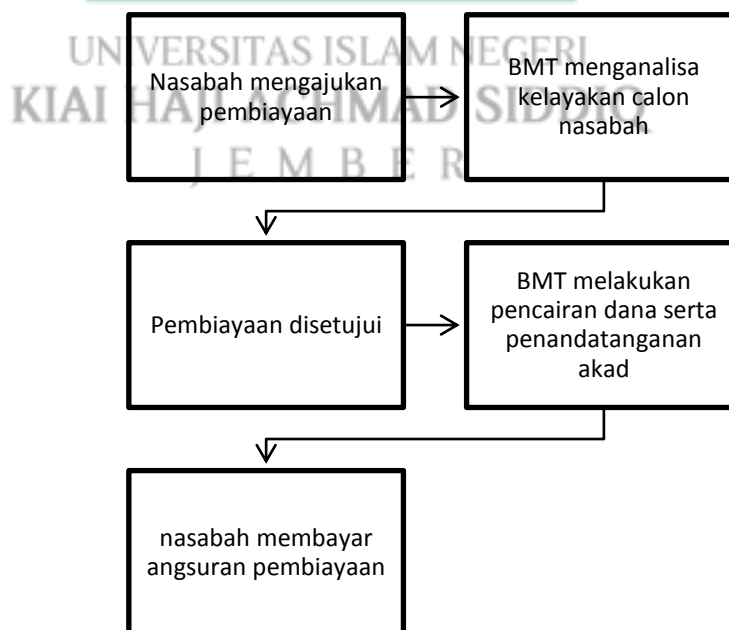 UNIVERSITAS ISLAM NEGERI
KIAI HAJI ACHMAD SIDDIQ
JEMBER
Nasabah mengajukan
pembiayaan
BMT menganalisa
kelayakan calon
nasabah
Pembiayaan disetujui
BMT melakukan
pencairan dana serta
penandatanganan
akad
nasabah membayar
angsuran pembiayaan